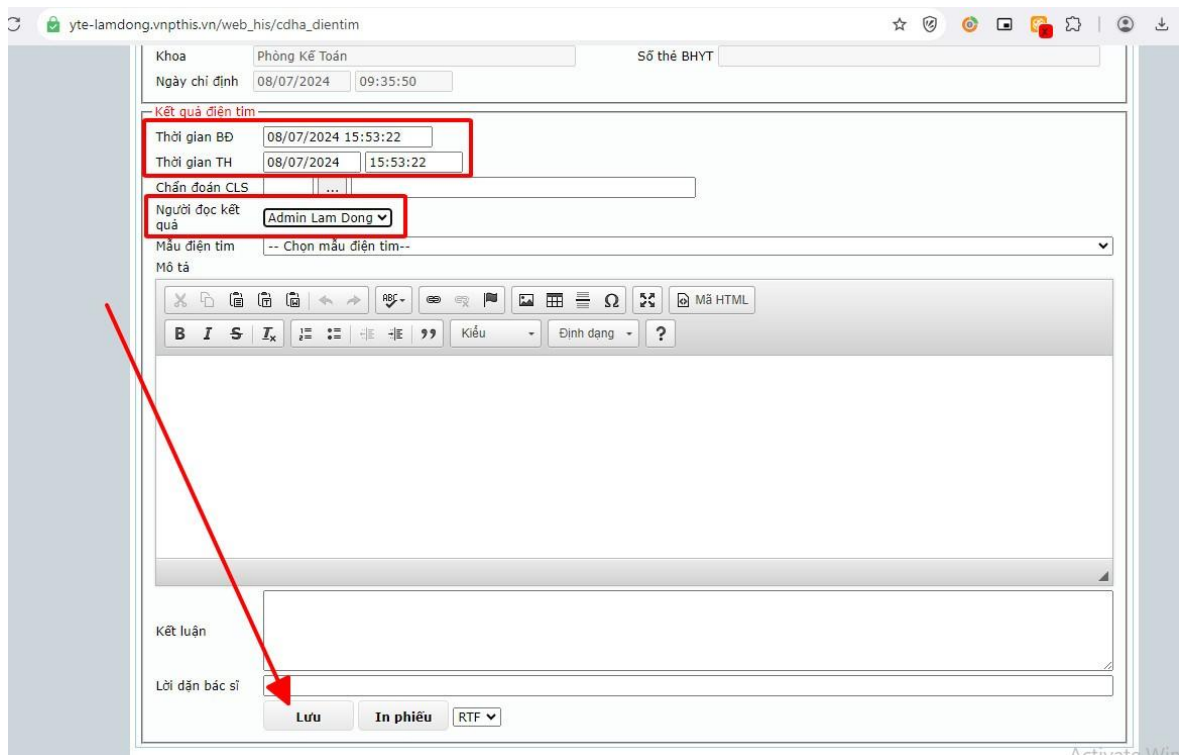 yte-lamdong.vnpthis.vn/web_his/cdha_dientim
Khoa Phòng Kế Toán Số thẻ BHYT
Ngày chỉ định 08/07/2024 09:35:50
Kết quả điện tim
Thời gian BĐ 08/07/2024 15:53:22
Thời gian TH 08/07/2024 15:53:22
Chẩn đoán CLS ...
Người đọc kết
quả Admin Lam Dong
Mẫu điện tim -- Chọn mẫu điện tim--
Mô tả
ABC Ω Mã HTML
B I S Ix Kiểu Định dạng ?
Kết luận
Lời dặn bác sĩ
Lưu In phiếu RTF
Activate Win